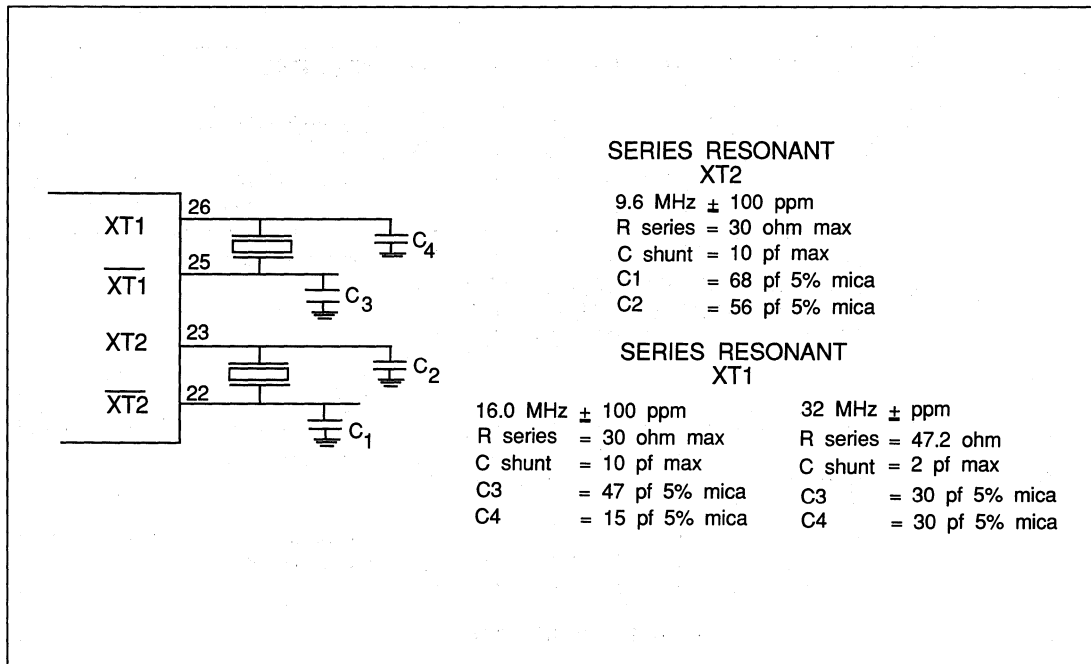 26
XT1
C4
25
X̅T̅1̅
C3
23
XT2
C2
22
X̅T̅2̅
C1
SERIES RESONANT
XT2
9.6 MHz ± 100 ppm
R series = 30 ohm max
C shunt = 10 pf max
C1 = 68 pf 5% mica
C2 = 56 pf 5% mica
SERIES RESONANT
XT1
16.0 MHz ± 100 ppm
R series = 30 ohm max
C shunt = 10 pf max
C3 = 47 pf 5% mica
C4 = 15 pf 5% mica
32 MHz ± ppm
R series = 47.2 ohm
C shunt = 2 pf max
C3 = 30 pf 5% mica
C4 = 30 pf 5% mica